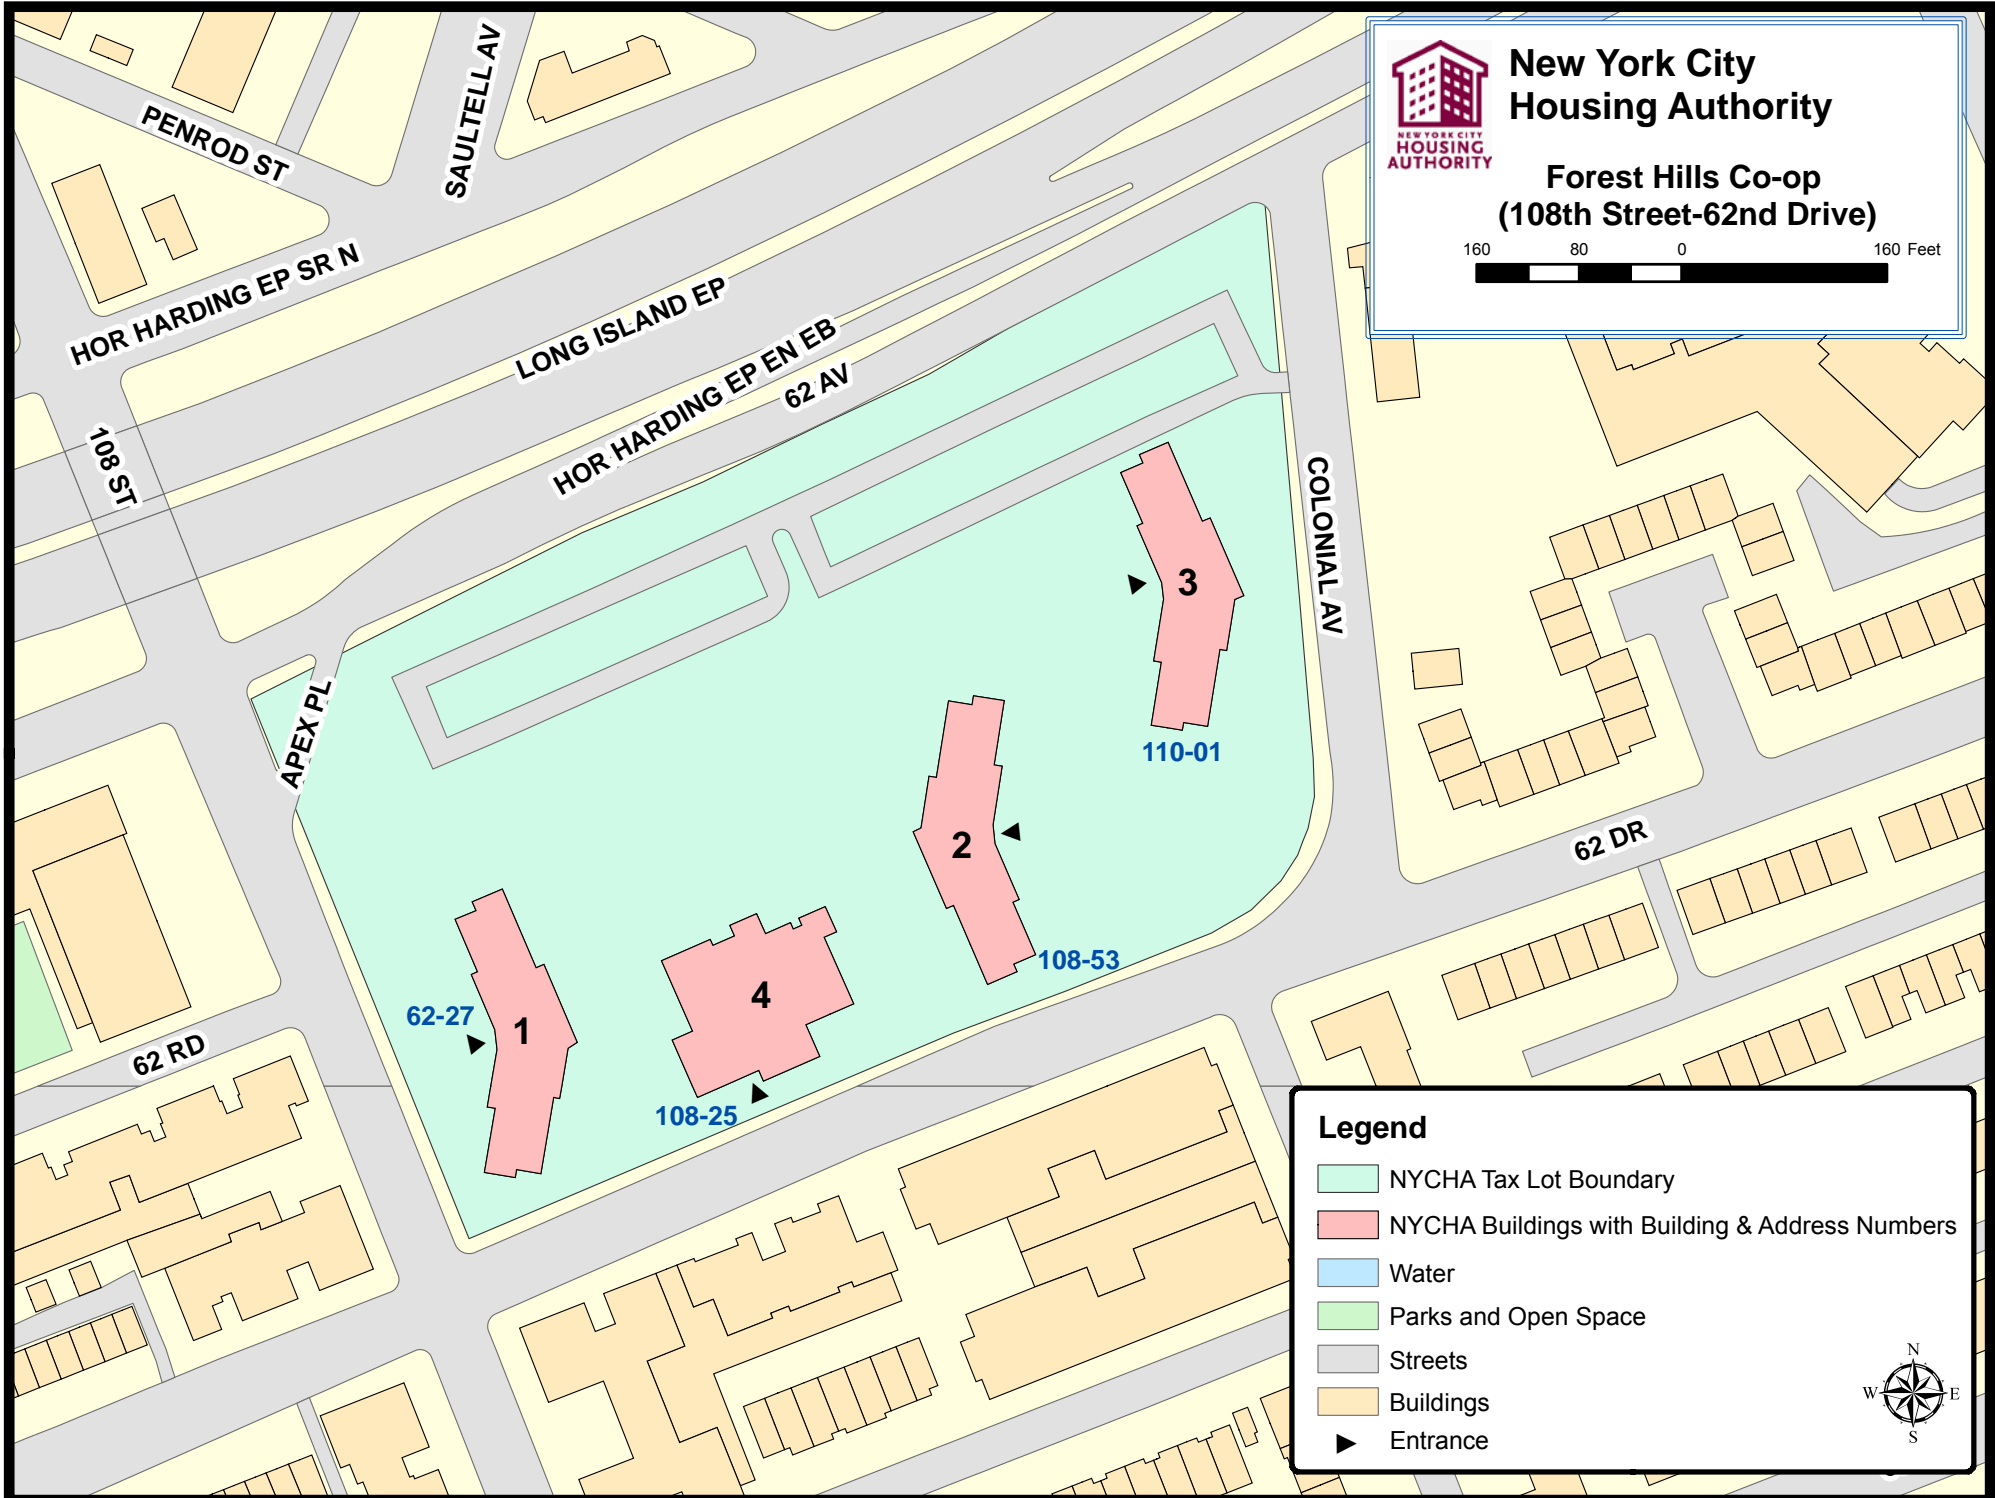 New York City
Housing Authority
NEW YORK CITY
HOUSING
AUTHORITY
Forest Hills Co-op
(108th Street-62nd Drive)
160 80 0 160 Feet
PENROD ST
SAULTELL AV
HOR HARDING EP SR N
LONG ISLAND EP
HOR HARDING EP EN EB
62 AV
108 ST
COLONIAL AV
APEX PL
3
110-01
2
108-53
62 DR
4
108-25
62-27
1
62 RD
Legend
NYCHA Tax Lot Boundary
NYCHA Buildings with Building & Address Numbers
Water
Parks and Open Space
Streets
Buildings
Entrance
N
W E
S